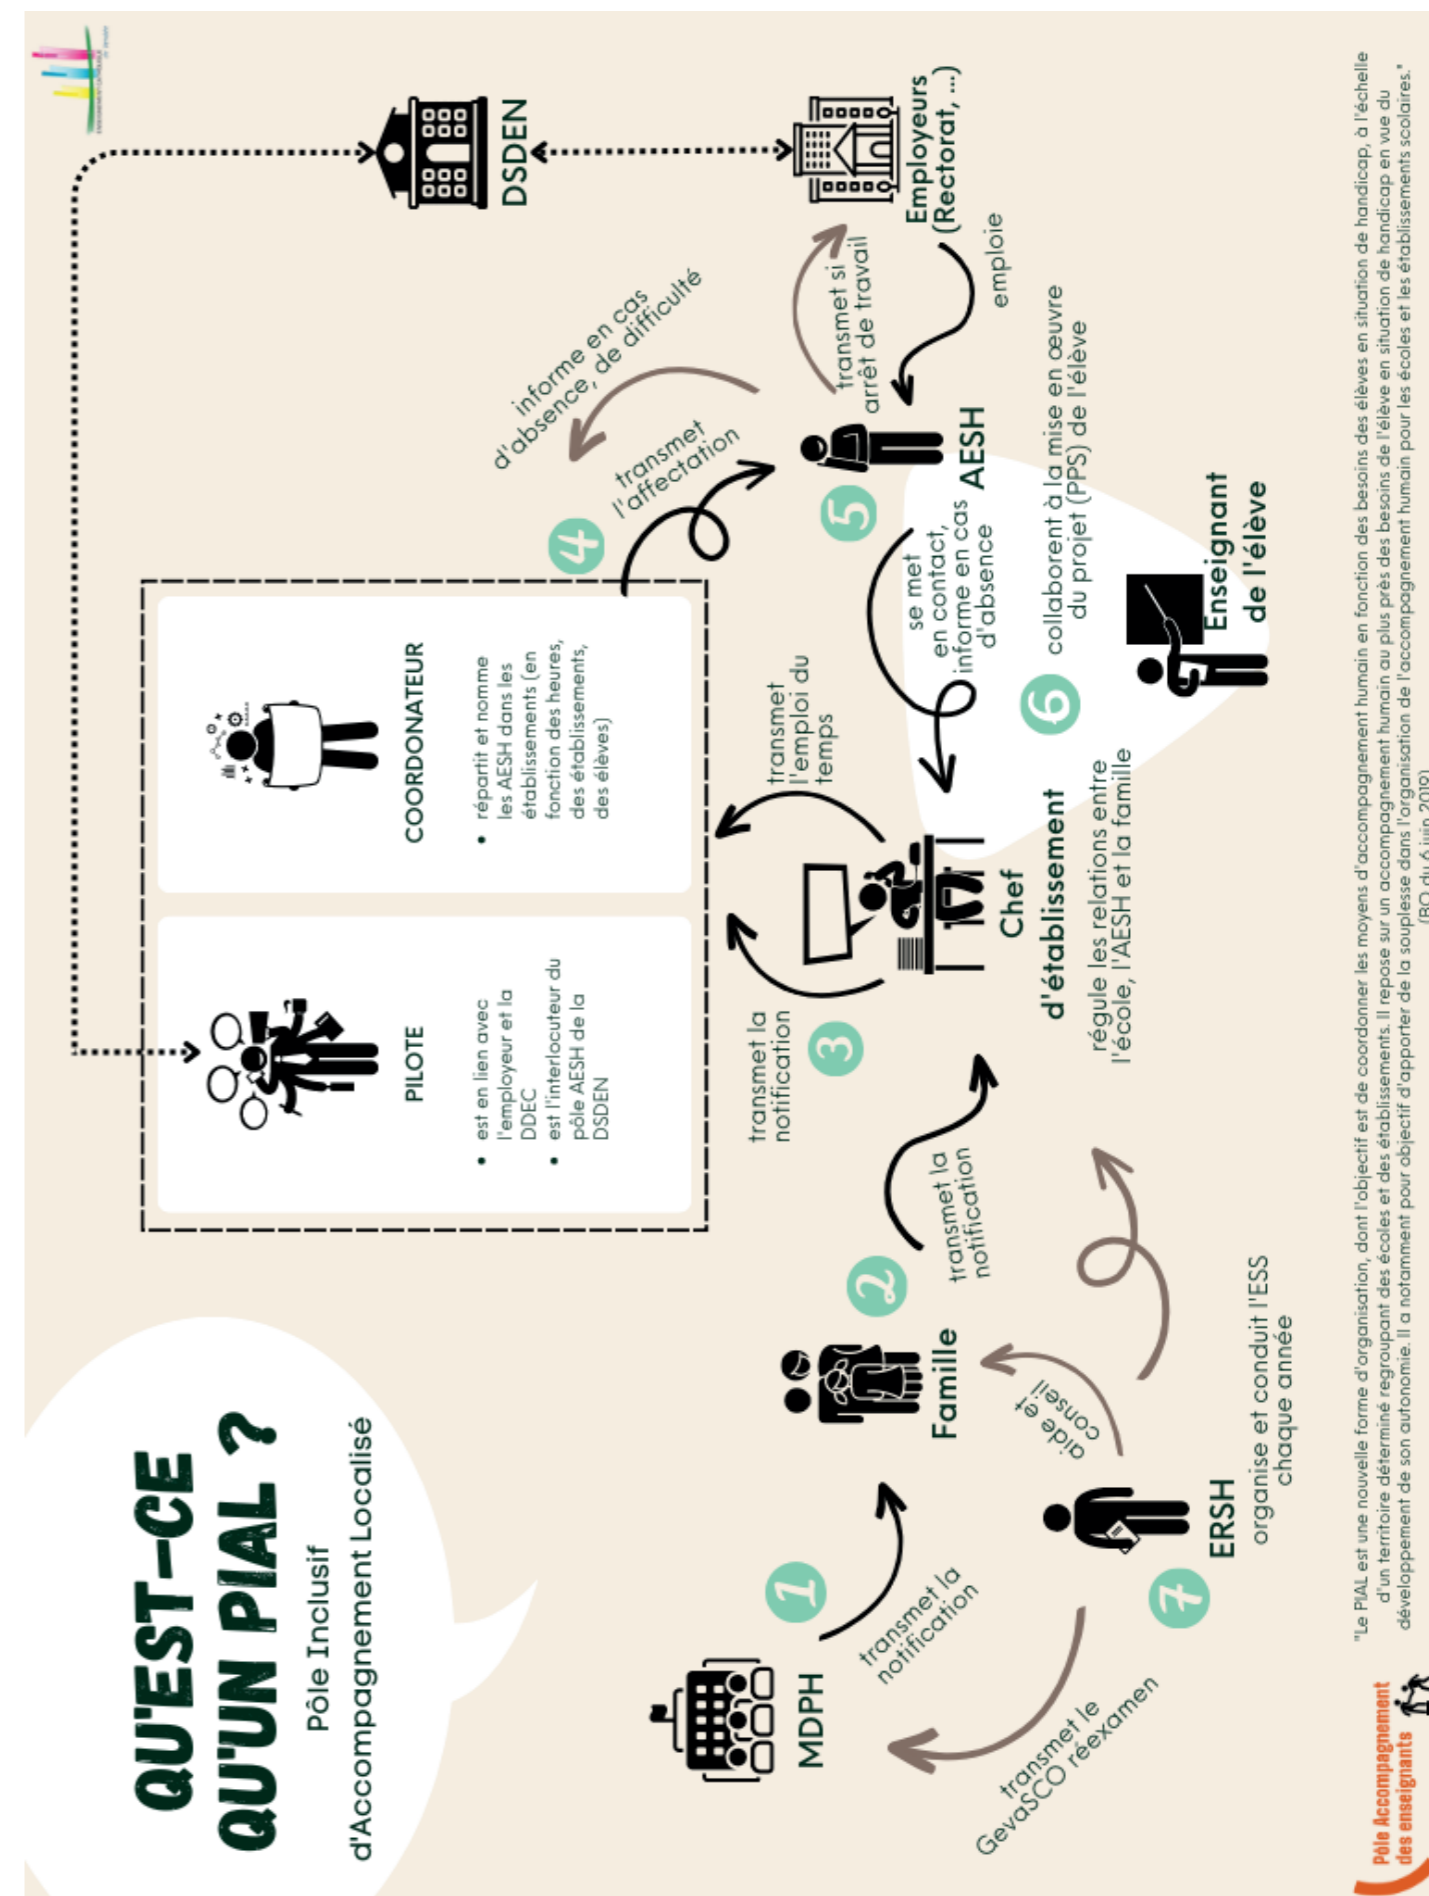 QU'EST-CE
QU'UN PIAL ?
Pôle Inclusif
d'Accompagnement Localisé
PILOTE
• est en lien avec
l'employeur et la
DDEC
• est l'interlocuteur du
pôle AESH de la
DSDEN
COORDONATEUR
• répartit et nomme
les AESH dans les
établissements (en
fonction des heures,
des établissements,
des élèves)
DSDEN
Employeurs
(Rectorat, ...)
emploie
transmet si
arrêt de travail
informe en cas
d'absence, de difficulté
4
transmet
l'affectation
5
AESH
se met
en contact,
informe en cas
d'absence
6
collaborent à la mise en œuvre
du projet (PPS) de l'élève
Enseignant
de l'élève
transmet
l'emploi du
temps
3
transmet la
notification
Chef
d'établissement
régule les relations entre
l'école, l'AESH et la famille
2
transmet la
notification
Famille
1
transmet la
notification
MDPH
aide et
conseil
7
ERSH
organise et conduit l'ESS
chaque année
transmet le
GevaSCO réexamen
Pôle Accompagnement
des enseignants
"Le PIAL est une nouvelle forme d'organisation, dont l'objectif est de coordonner les moyens d'accompagnement humain en fonction des besoins des élèves en situation de handicap, à l'échelle
d'un territoire déterminé regroupant des écoles et des établissements. Il repose sur un accompagnement humain au plus près des besoins de l'élève en situation de handicap en vue du
développement de son autonomie. Il a notamment pour objectif d'apporter de la souplesse dans l'organisation de l'accompagnement humain pour les écoles et les établissements scolaires."
(BO du 6 juin 2019)